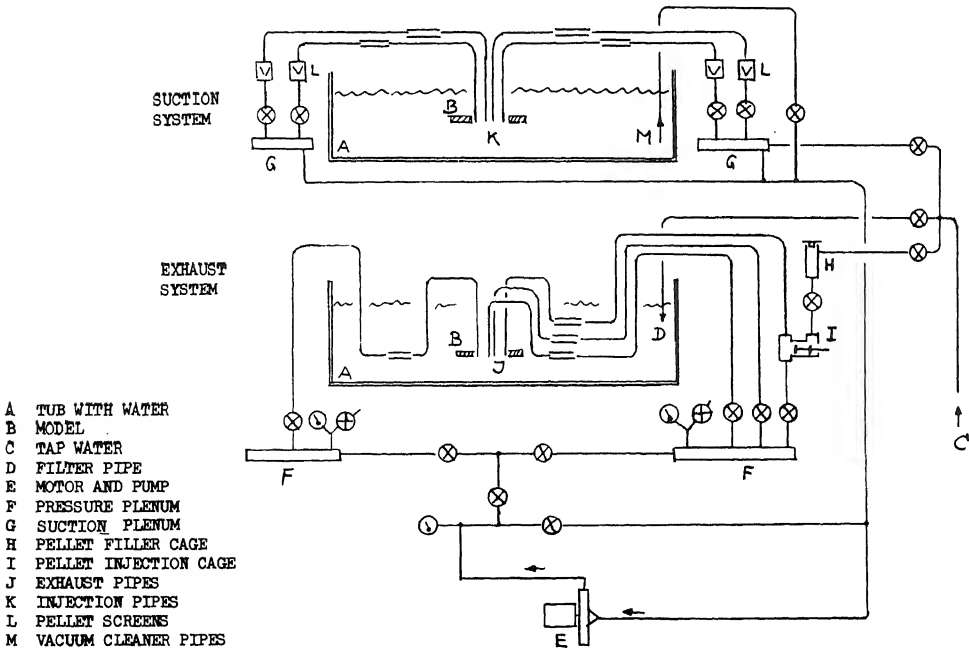 SUCTION
SYSTEM
L
L
B
K
M
A
G
G
EXHAUST
SYSTEM
H
B
J
D
I
A
C
F
F
E
A TUB WITH WATER
B MODEL
C TAP WATER
D FILTER PIPE
E MOTOR AND PUMP
F PRESSURE PLENUM
G SUCTION PLENUM
H PELLET FILLER CAGE
I PELLET INJECTION CAGE
J EXHAUST PIPES
K INJECTION PIPES
L PELLET SCREENS
M VACUUM CLEANER PIPES